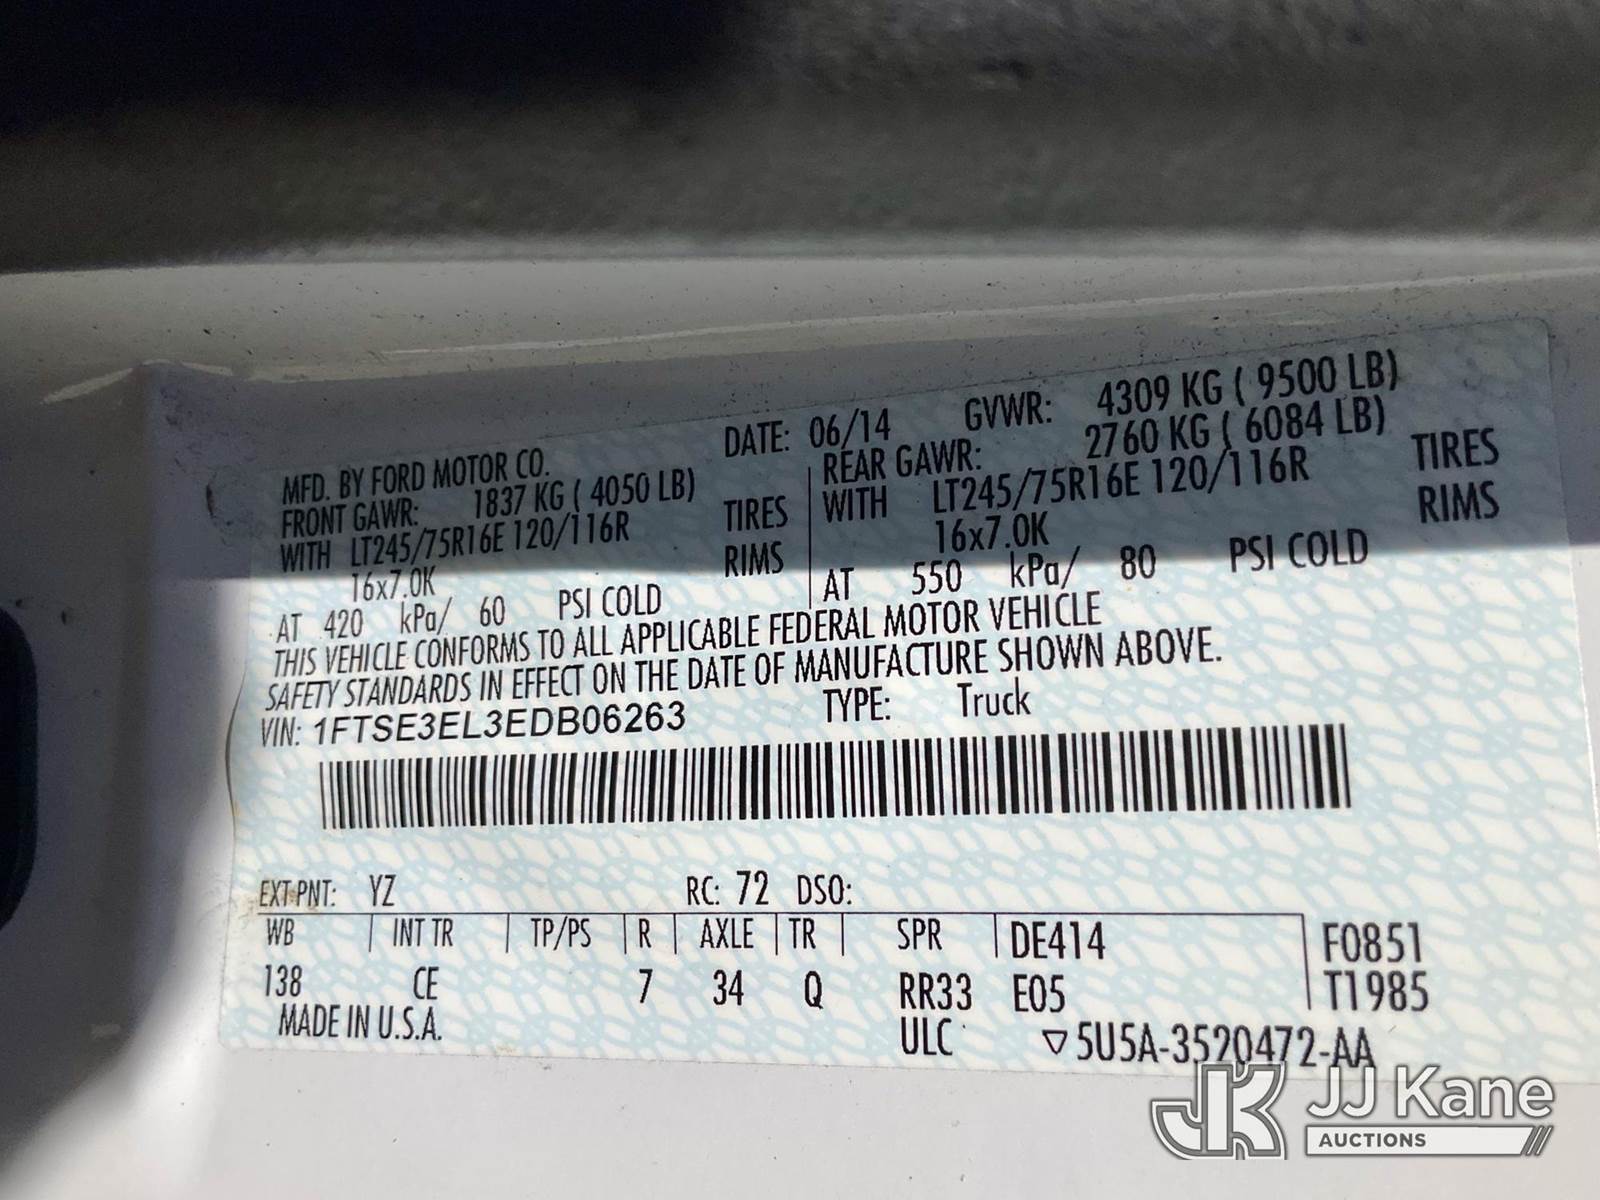 MFD. BY FORD MOTOR CO. DATE: 06/14 GVWR: 4309 KG ( 9500 LB)
FRONT GAWR: 1837 KG ( 4050 LB) REAR GAWR: 2760 KG ( 6084 LB)
WITH LT245/75R16E 120/116R TIRES WITH LT245/75R16E 120/116R TIRES
16x7.0K RIMS 16x7.0K RIMS
AT 420 kPa/ 60 PSI COLD AT 550 kPa/ 80 PSI COLD
THIS VEHICLE CONFORMS TO ALL APPLICABLE FEDERAL MOTOR VEHICLE
SAFETY STANDARDS IN EFFECT ON THE DATE OF MANUFACTURE SHOWN ABOVE.
VIN: 1FTSE3EL3EDB06263 TYPE: Truck
EXT PNT: YZ RC: 72 DSO:
WB INT TR TP/PS R AXLE TR SPR DE414 F0851
138 CE 7 34 Q RR33 E05 T1985
MADE IN U.S.A. ULC ▽5U5A-3520472-AA
JK JJ Kane
AUCTIONS